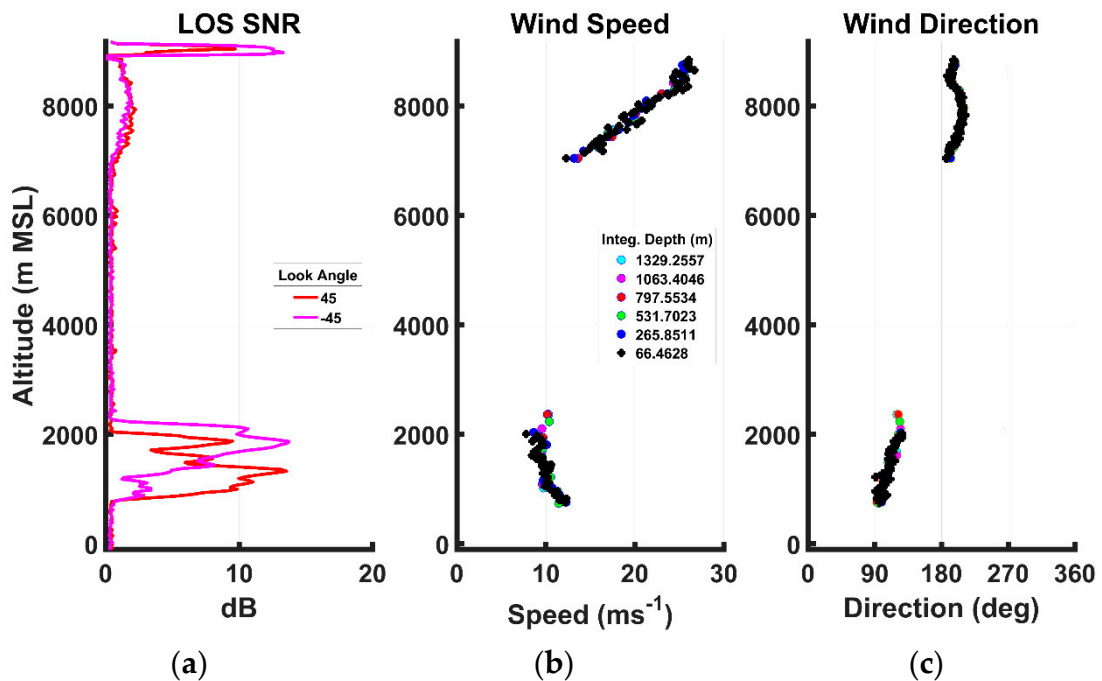 LOS SNR
Wind Speed
Wind Direction
Altitude (m MSL)
8000
6000
4000
2000
0
Look Angle
45
-45
0
10
20
dB
(a)
8000
6000
4000
2000
0
Integ. Depth (m)
1329.2557
1063.4046
797.5534
531.7023
265.8511
66.4628
0
10
20
30
Speed (ms⁻¹)
(b)
8000
6000
4000
2000
0
0
90
180
270
360
Direction (deg)
(c)